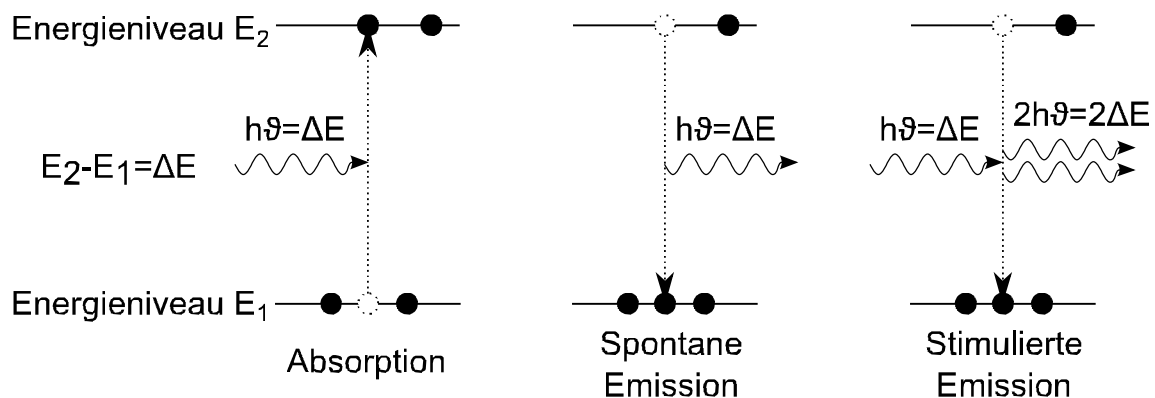 Energieniveau E₂
hϑ=ΔE
hϑ=ΔE
hϑ=ΔE
2hϑ=2ΔE
E₂-E₁=ΔE
Energieniveau E₁
Absorption
Spontane
Emission
Stimulierte
Emission